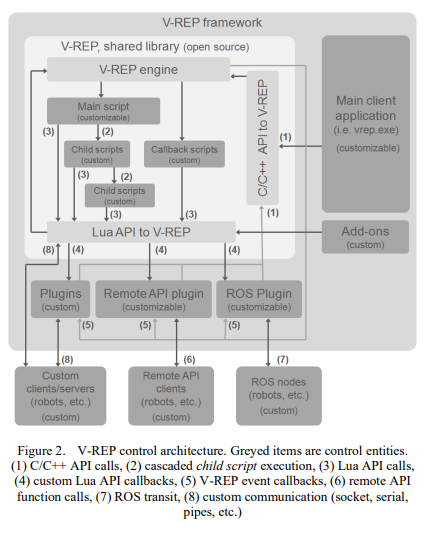 V-REP framework
V-REP, shared library (open source)
V-REP engine
Main script
(customizable)
(3)
(2)
Child scripts
(custom)
Callback scripts
(custom)
(3)
(2)
Child scripts
(custom)
(3)
(3)
Lua API to V-REP
C/C++ API to V-REP
(1)
(1)
Main client
application
(i.e. vrep.exe)
(customizable)
Add-ons
(custom)
(8)
(4)
(4)
(4)
Plugins
(custom)
Remote API plugin
(customizable)
ROS Plugin
(customizable)
(5)
(5)
(5)
(8)
(6)
(7)
Custom
clients/servers
(robots, etc.)
(custom)
Remote API
clients
(robots, etc.)
(custom)
ROS nodes
(robots, etc.)
(custom)
Figure 2. V-REP control architecture. Greyed items are control entities.
(1) C/C++ API calls, (2) cascaded child script execution, (3) Lua API calls,
(4) custom Lua API callbacks, (5) V-REP event callbacks, (6) remote API
function calls, (7) ROS transit, (8) custom communication (socket, serial,
pipes, etc.)